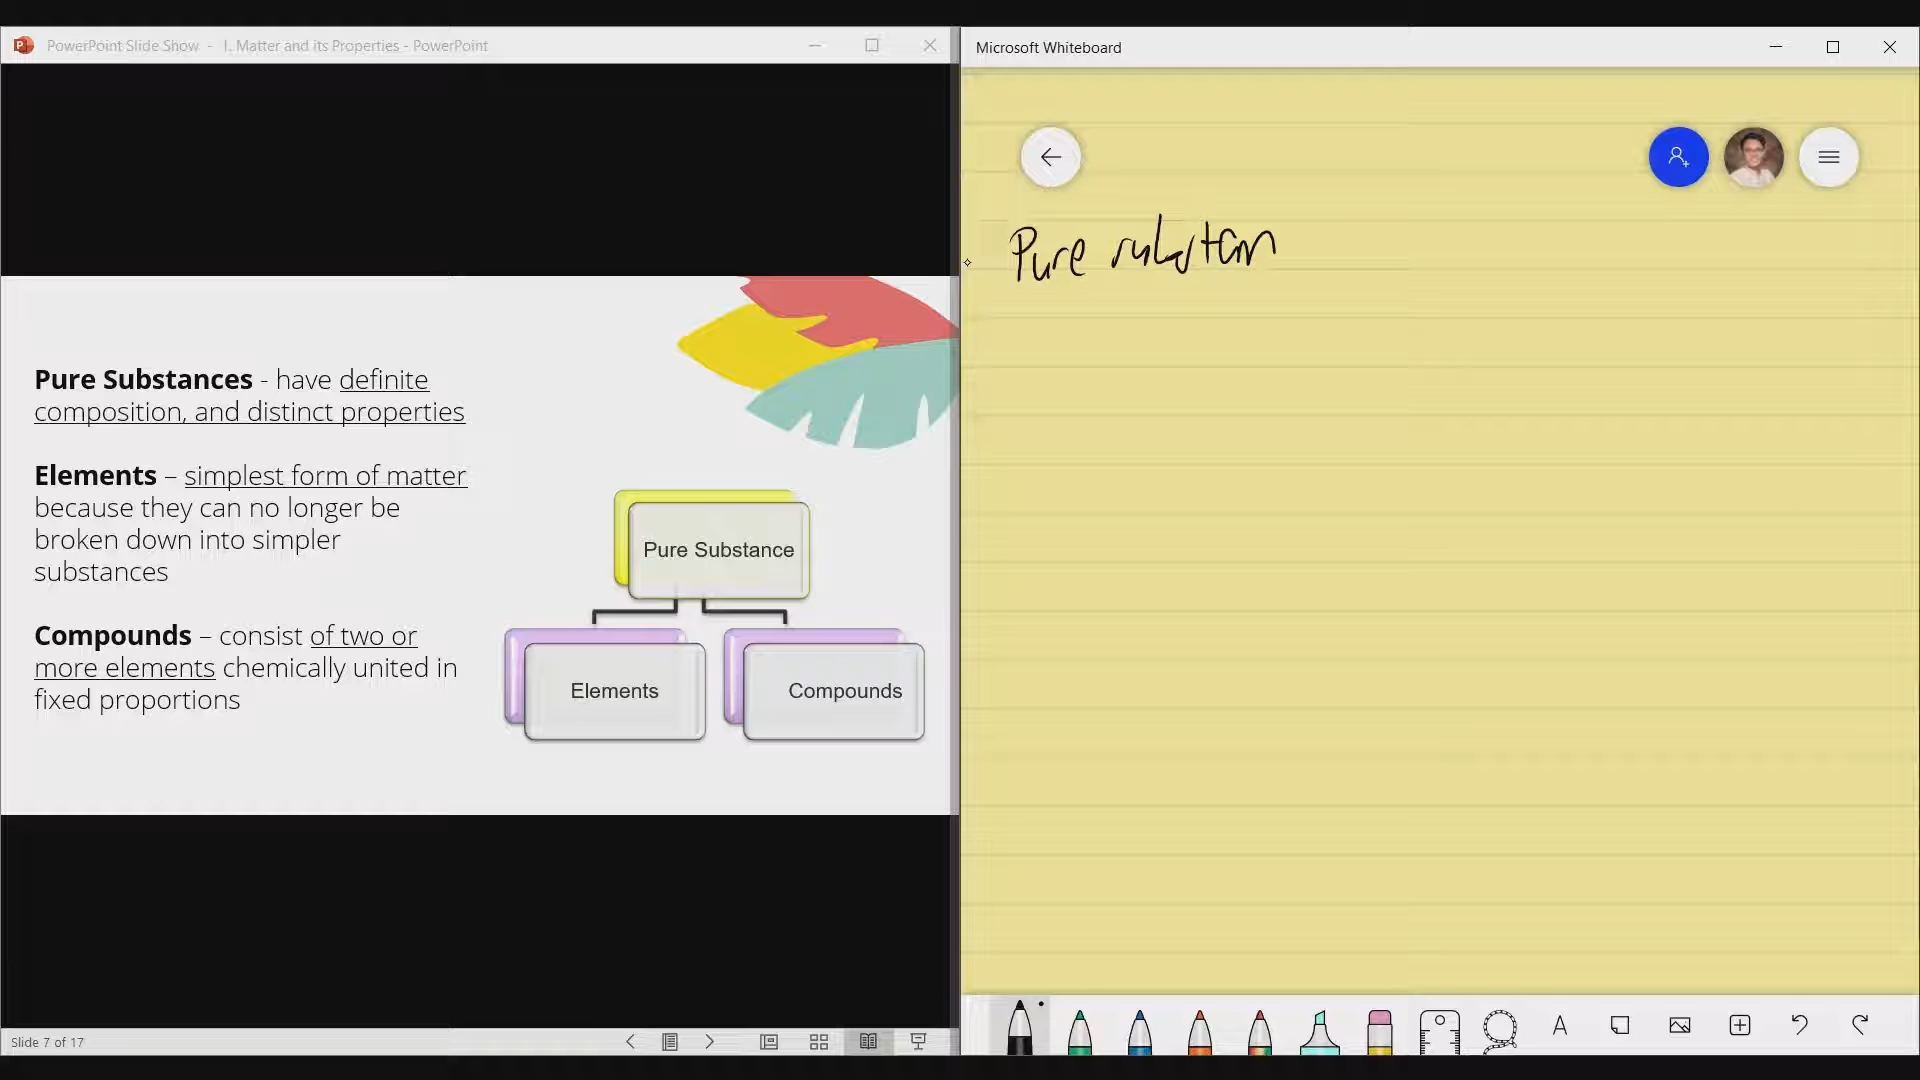 PowerPoint Slide Show - I. Matter and its Properties - PowerPoint
Pure Substances - have definite
composition, and distinct properties
Elements – simplest form of matter
because they can no longer be
broken down into simpler
substances
Compounds – consist of two or
more elements chemically united in
fixed proportions
Pure Substance
Elements
Compounds
Slide 7 of 17
Microsoft Whiteboard
Pure substan